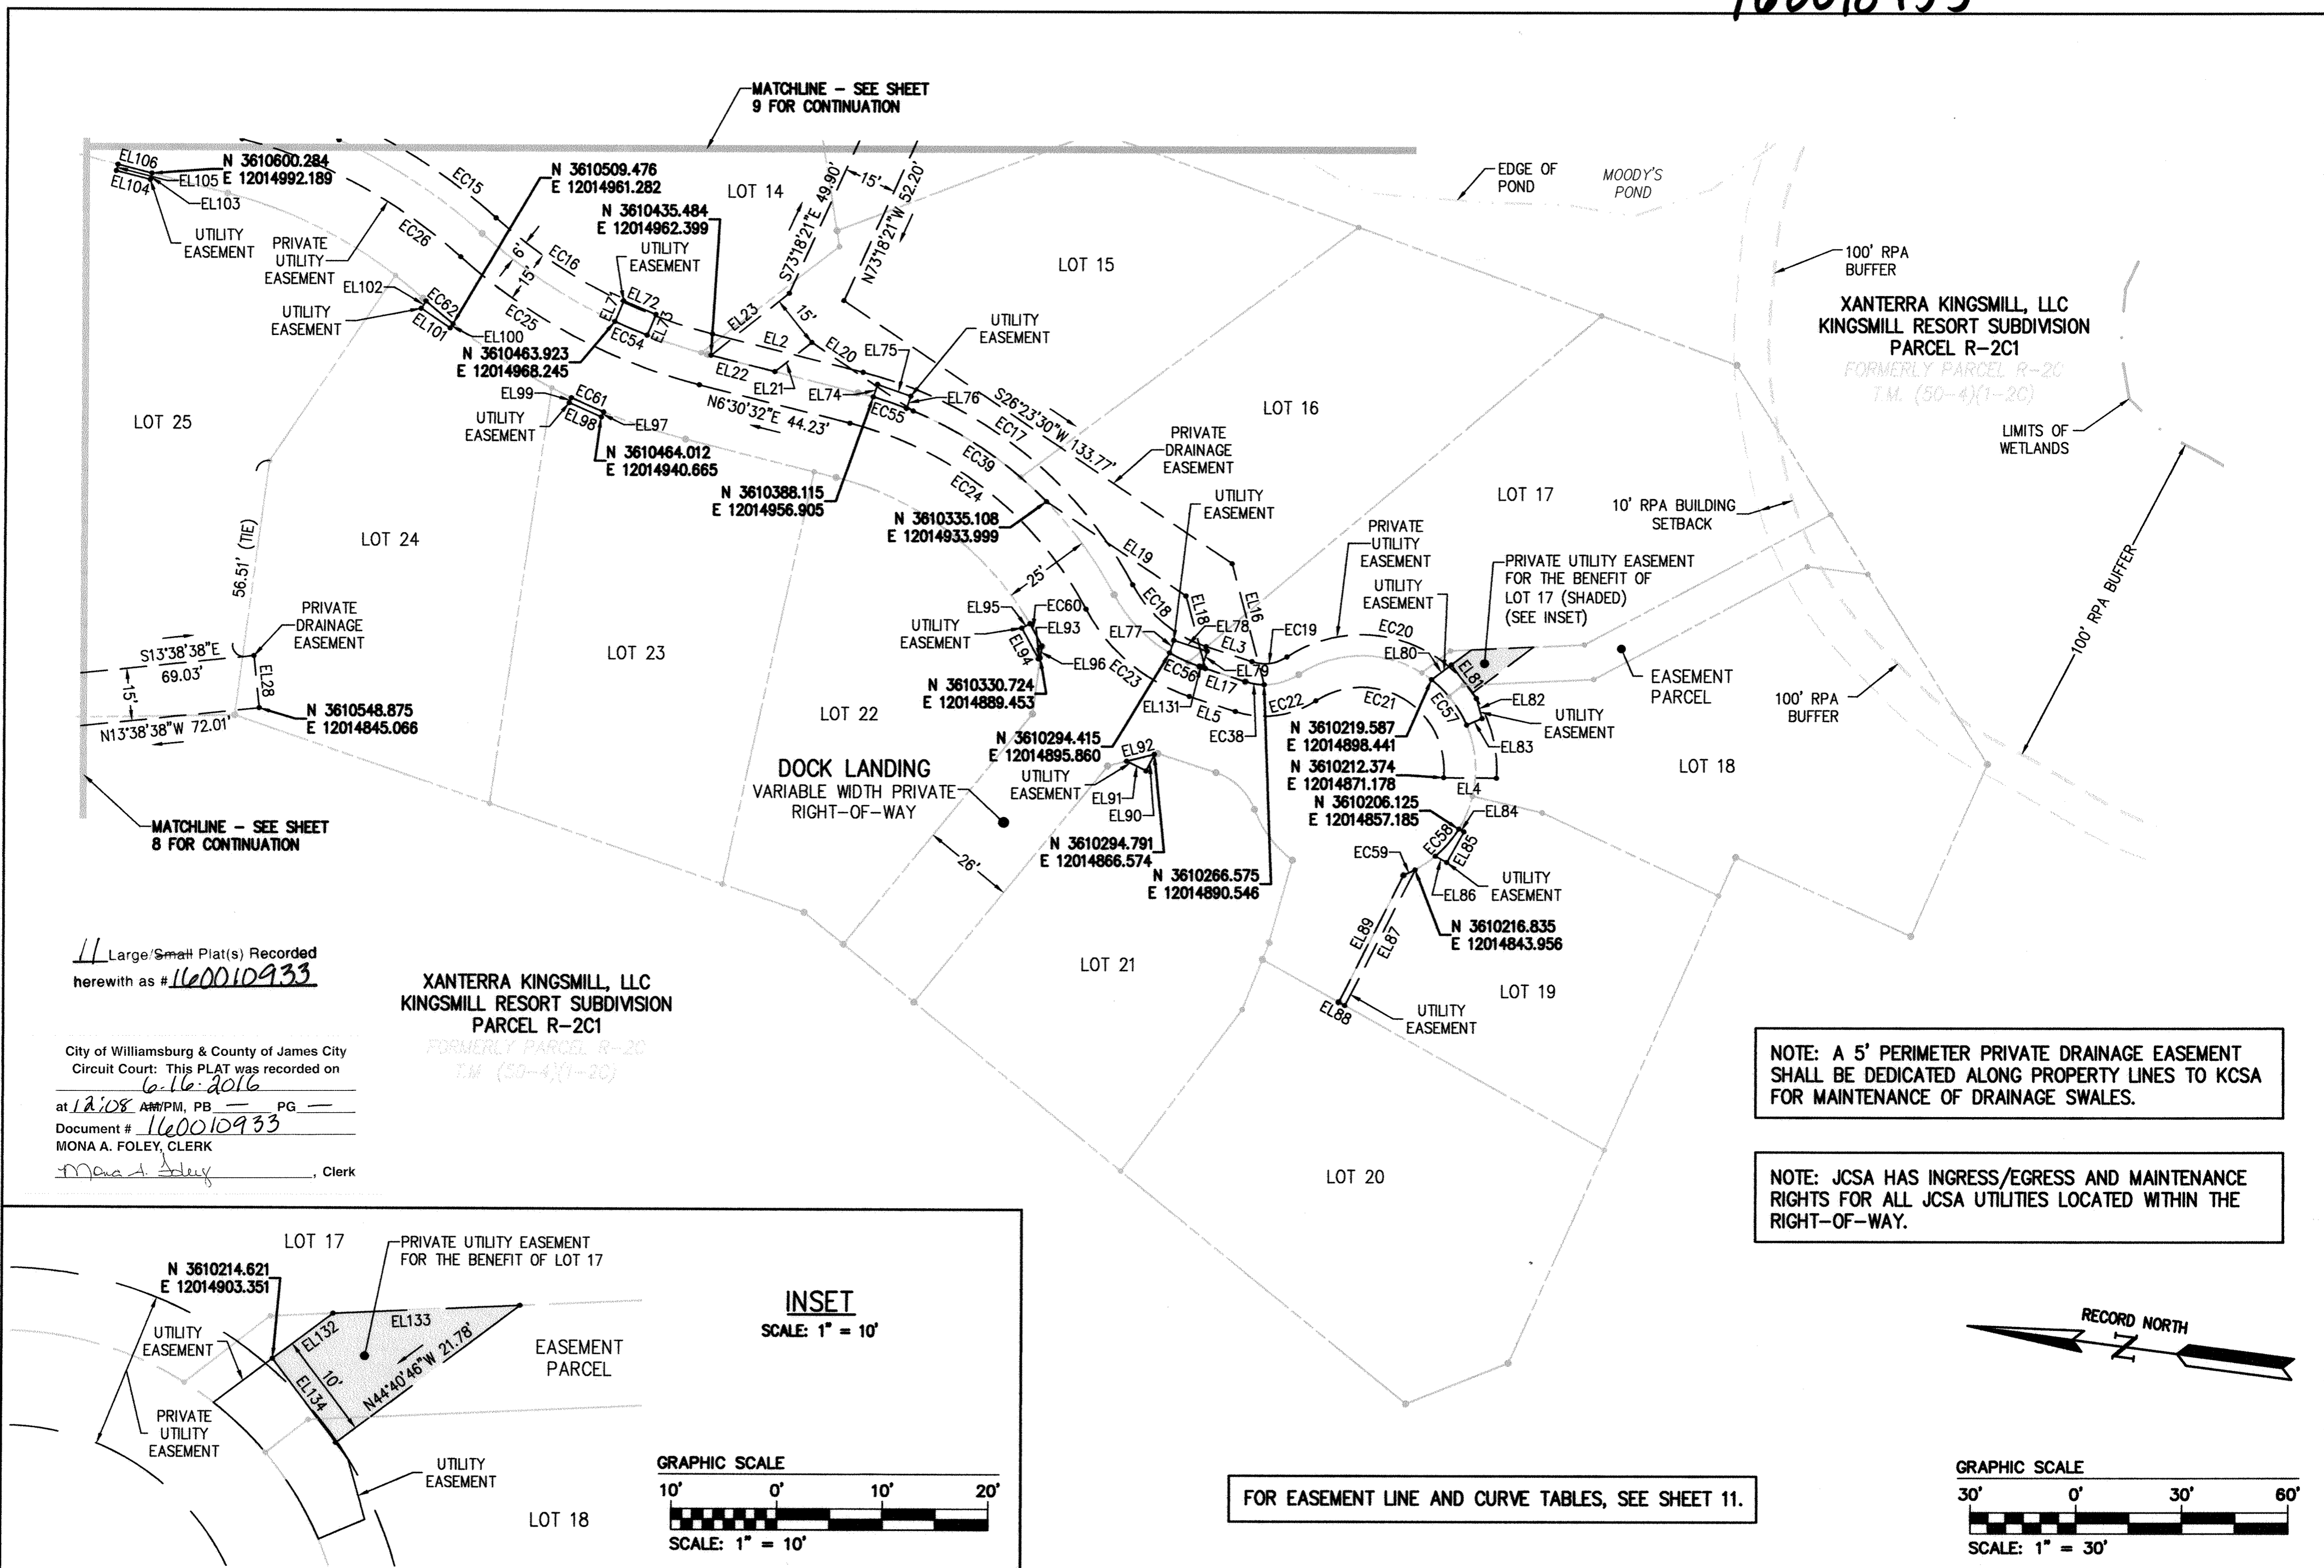 160010933
MATCHLINE - SEE SHEET
9 FOR CONTINUATION
EL106
EL104
EL105
EL103
N 3610600.284
E 12014992.189
UTILITY
EASEMENT
PRIVATE
UTILITY
EASEMENT
EC15
EC26
N 3610509.476
E 12014961.282
LOT 14
N 3610435.484
E 12014962.399
UTILITY
EASEMENT
6'
15'
EC16
EC25
EL71
EL72
EL73
EC54
EL102
EC62
UTILITY
EASEMENT
EL101
EL100
N 3610463.923
E 12014968.245
S73°18'21"E 49.90'
15'
N73°18'21"W 52.20'
LOT 15
EL23
15'
EL2
EL20
EL22
EL21
EL75
EL74
EL76
EC55
UTILITY
EASEMENT
N6°30'32"E 44.23'
EL99
EC61
EL98
EL97
UTILITY
EASEMENT
N 3610464.012
E 12014940.665
N 3610388.115
E 12014956.905
EC17
EC39
EC24
S26°23'30"W 133.77'
PRIVATE
DRAINAGE
EASEMENT
LOT 16
EDGE OF
POND
MOODY'S
POND
100' RPA
BUFFER
XANTERRA KINGSMILL, LLC
KINGSMILL RESORT SUBDIVISION
PARCEL R-2C1
FORMERLY PARCEL R-2C
T.M. (50-4)(1-2C)
LIMITS OF
WETLANDS
100' RPA BUFFER
LOT 17
10' RPA BUILDING
SETBACK
LOT 25
LOT 24
56.51' (TIE)
PRIVATE
DRAINAGE
EASEMENT
S13°38'38"E
69.03'
15'
N13°38'38"W 72.01'
EL28
N 3610548.875
E 12014845.066
MATCHLINE - SEE SHEET
8 FOR CONTINUATION
LOT 23
LOT 22
N 3610335.108
E 12014933.999
25'
EL19
UTILITY
EASEMENT
EC18
EL18
EL16
EL95
EC60
EL93
UTILITY
EASEMENT
EL94
EL96
EL77
EL78
EL3
EC19
EL79
EC56
EL17
EC23
EL131
EL5
EC22
EC38
N 3610330.724
E 12014889.453
N 3610294.415
E 12014895.860
PRIVATE
UTILITY
EASEMENT
UTILITY
EASEMENT
PRIVATE UTILITY EASEMENT
FOR THE BENEFIT OF
LOT 17 (SHADED)
(SEE INSET)
EC20
EL80
EL81
EC21
EC57
EL82
UTILITY
EASEMENT
EL83
EASEMENT
PARCEL
100' RPA
BUFFER
LOT 18
N 3610219.587
E 12014898.441
N 3610212.374
E 12014871.178
EL4
N 3610206.125
E 12014857.185
EL84
EC58
EL85
EC59
EL86
UTILITY
EASEMENT
N 3610216.835
E 12014843.956
EL89
EL87
EL88
UTILITY
EASEMENT
LOT 19
DOCK LANDING
VARIABLE WIDTH PRIVATE
RIGHT-OF-WAY
26'
UTILITY
EASEMENT
EL92
EL91
EL90
N 3610294.791
E 12014866.574
N 3610266.575
E 12014890.546
LOT 21
LOT 20
11 Large/Small Plat(s) Recorded
herewith as # 160010933
XANTERRA KINGSMILL, LLC
KINGSMILL RESORT SUBDIVISION
PARCEL R-2C1
FORMERLY PARCEL R-2C
T.M. (50-4)(1-2C)
City of Williamsburg & County of James City
Circuit Court: This PLAT was recorded on
6-16-2016
at 12:08 AM/PM, PB — PG —
Document # 160010933
MONA A. FOLEY, CLERK
Mona A. Foley, Clerk
NOTE: A 5' PERIMETER PRIVATE DRAINAGE EASEMENT
SHALL BE DEDICATED ALONG PROPERTY LINES TO KCSA
FOR MAINTENANCE OF DRAINAGE SWALES.
NOTE: JCSA HAS INGRESS/EGRESS AND MAINTENANCE
RIGHTS FOR ALL JCSA UTILITIES LOCATED WITHIN THE
RIGHT-OF-WAY.
LOT 17
PRIVATE UTILITY EASEMENT
FOR THE BENEFIT OF LOT 17
N 3610214.621
E 12014903.351
UTILITY
EASEMENT
EL132
EL133
10'
EL134
N44°40'46"W 21.78'
EASEMENT
PARCEL
PRIVATE
UTILITY
EASEMENT
UTILITY
EASEMENT
LOT 18
INSET
SCALE: 1" = 10'
GRAPHIC SCALE
10' 0' 10' 20'
SCALE: 1" = 10'
FOR EASEMENT LINE AND CURVE TABLES, SEE SHEET 11.
RECORD NORTH
N
GRAPHIC SCALE
30' 0' 30' 60'
SCALE: 1" = 30'